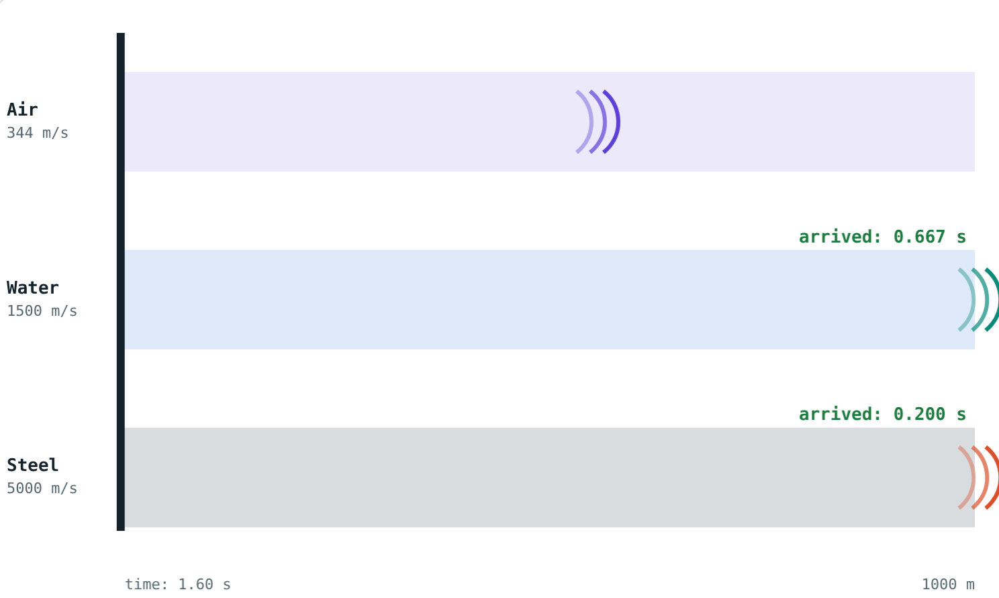 Air
344 m/s
arrived: 0.667 s
Water
1500 m/s
arrived: 0.200 s
Steel
5000 m/s
time: 1.60 s
1000 m